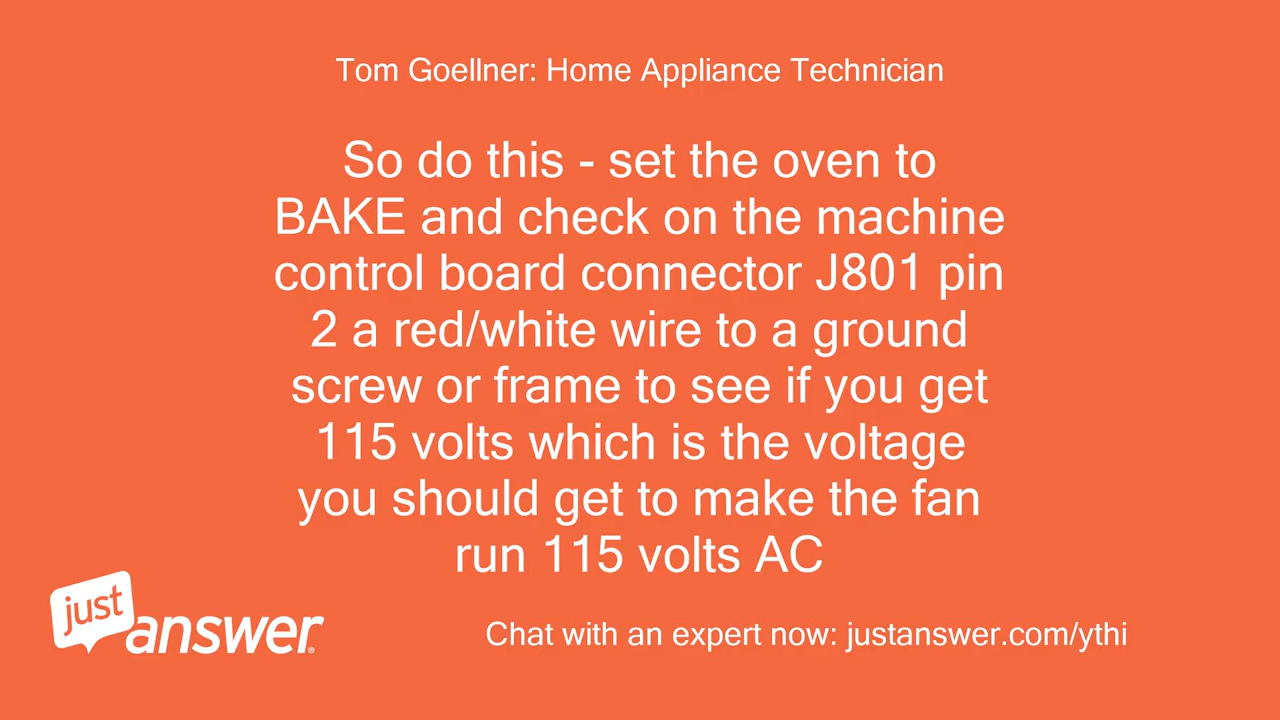 Tom Goellner: Home Appliance Technician
So do this - set the oven to
BAKE and check on the machine
control board connector J801 pin
2 a red/white wire to a ground
screw or frame to see if you get
115 volts which is the voltage
you should get to make the fan
run 115 volts AC
just
answer®
Chat with an expert now: justanswer.com/ythi